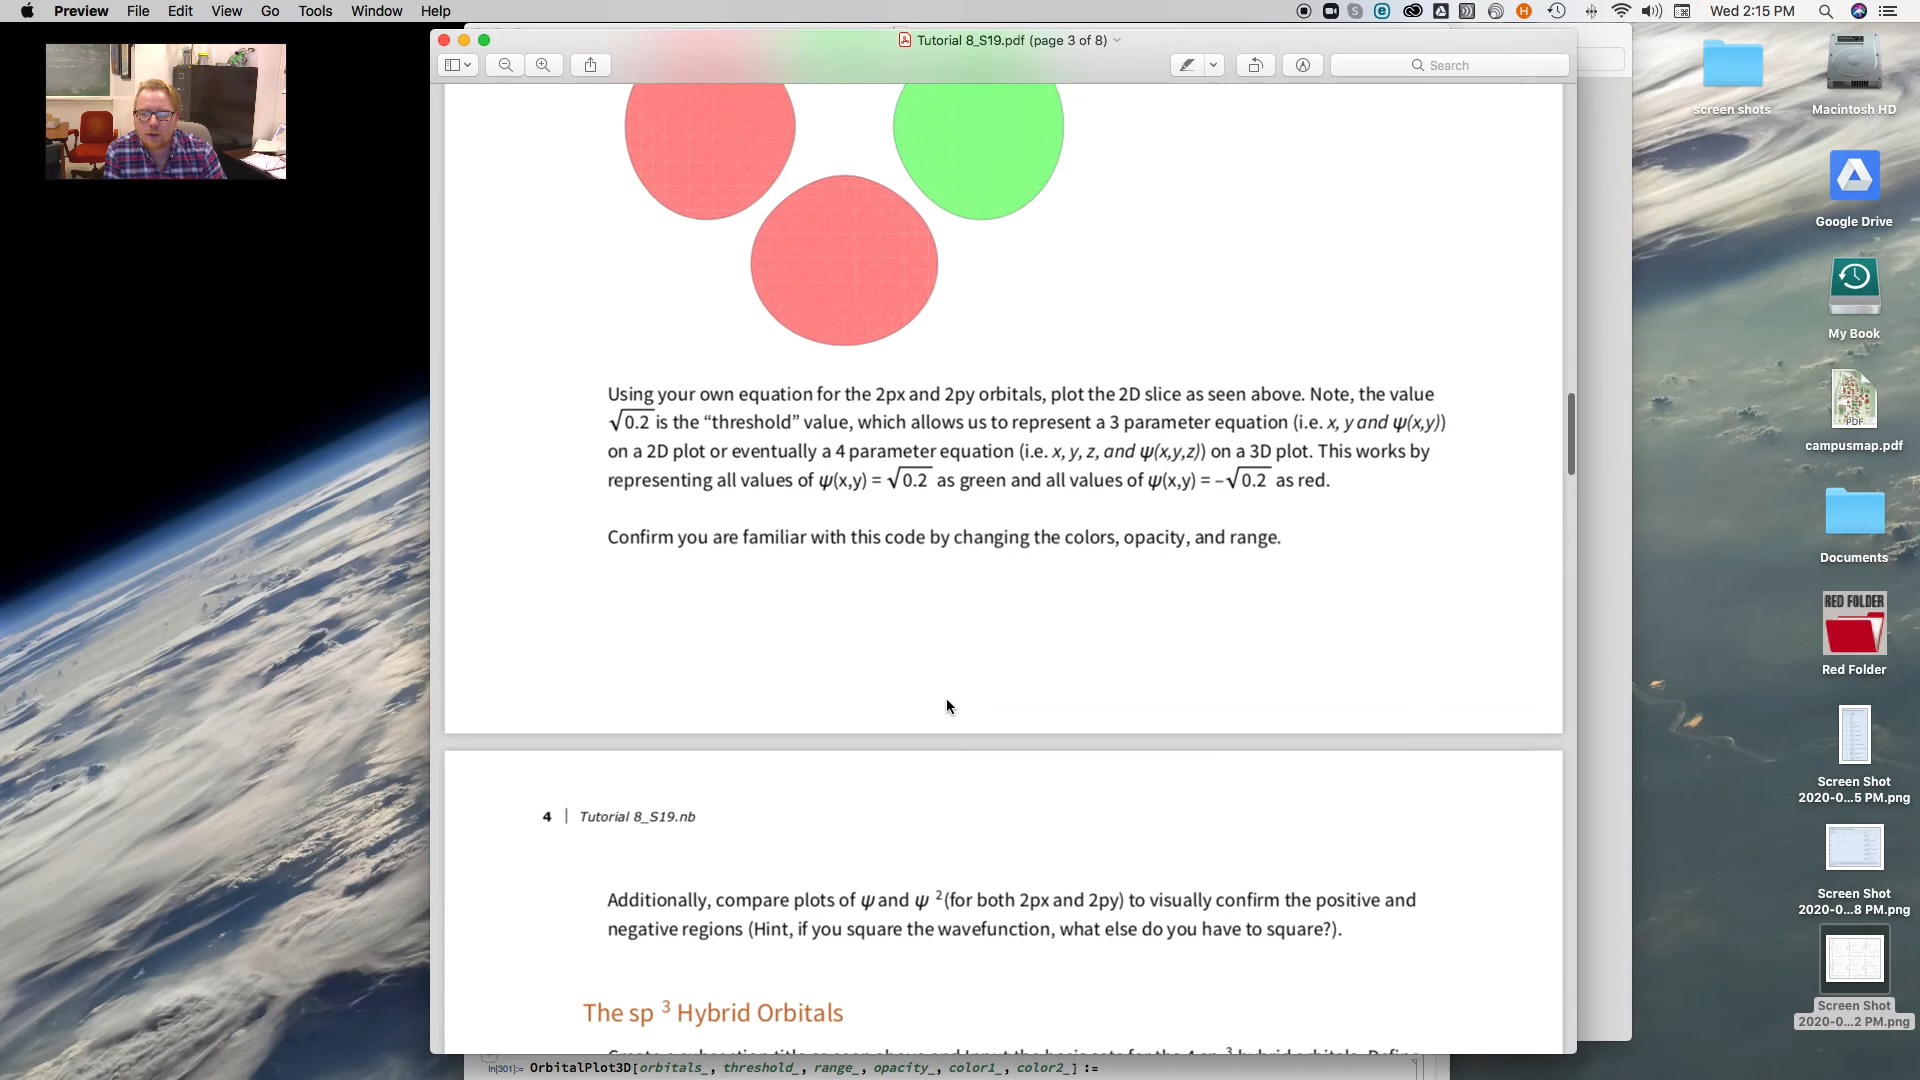 Preview File Edit View Go Tools Window Help
Wed 2:15 PM
Tutorial 8_S19.pdf (page 3 of 8)
Search
Using your own equation for the 2px and 2py orbitals, plot the 2D slice as seen above. Note, the value
√0.2 is the “threshold” value, which allows us to represent a 3 parameter equation (i.e. x, y and ψ(x,y))
on a 2D plot or eventually a 4 parameter equation (i.e. x, y, z, and ψ(x,y,z)) on a 3D plot. This works by
representing all values of ψ(x,y) = √0.2 as green and all values of ψ(x,y) = –√0.2 as red.
Confirm you are familiar with this code by changing the colors, opacity, and range.
4 | Tutorial 8_S19.nb
Additionally, compare plots of ψ and ψ ²(for both 2px and 2py) to visually confirm the positive and
negative regions (Hint, if you square the wavefunction, what else do you have to square?).
The sp ³ Hybrid Orbitals
In[301]:= OrbitalPlot3D[orbitals_, threshold_, range_, opacity_, color1_, color2_] :=
screen shots
Macintosh HD
Google Drive
My Book
PDF
campusmap.pdf
Documents
RED FOLDER
Red Folder
Screen Shot
2020-0...5 PM.png
Screen Shot
2020-0...8 PM.png
Screen Shot
2020-0...2 PM.png